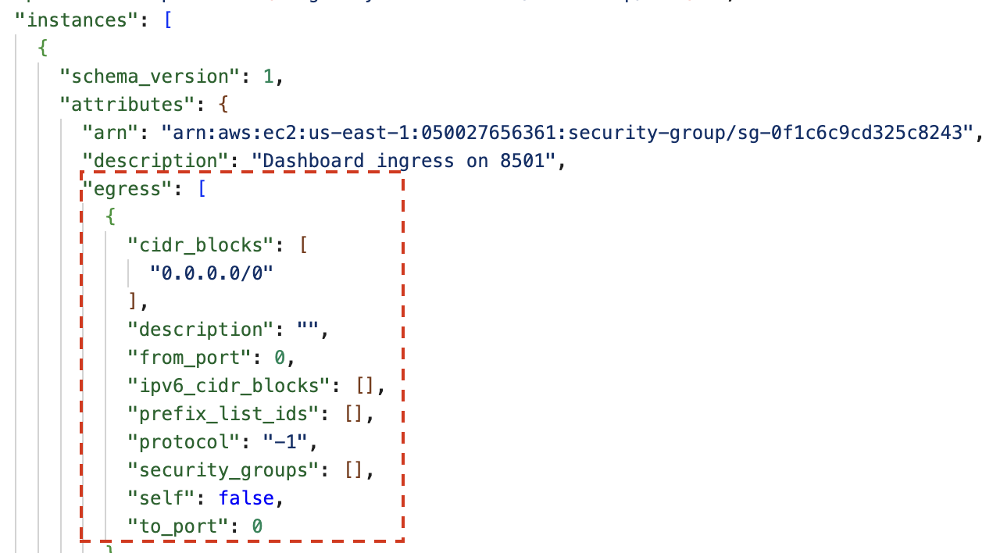 "instances": [
{
"schema_version": 1,
"attributes": {
"arn": "arn:aws:ec2:us-east-1:050027656361:security-group/sg-0f1c6c9cd325c8243",
"description": "Dashboard ingress on 8501",
"egress": [
{
"cidr_blocks": [
"0.0.0.0/0"
],
"description": "",
"from_port": 0,
"ipv6_cidr_blocks": [],
"prefix_list_ids": [],
"protocol": "-1",
"security_groups": [],
"self": false,
"to_port": 0
}